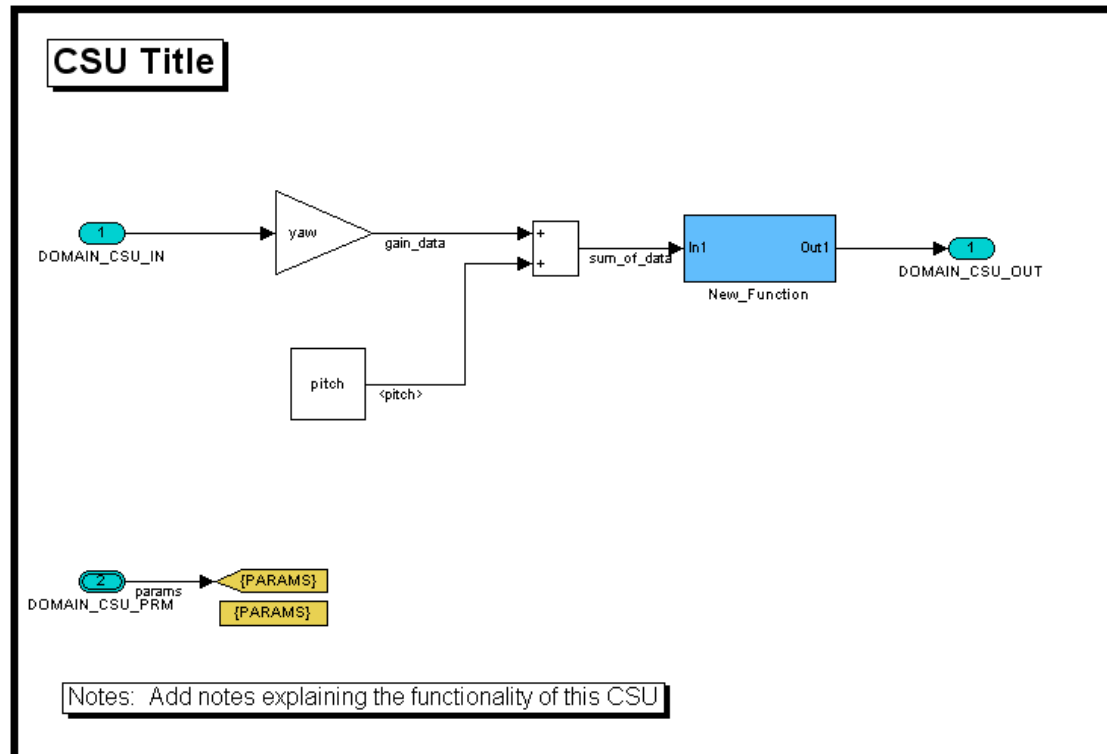 CSU Title
1
DOMAIN_CSU_IN
yaw
gain_data
+
+
sum_of_data
In1
Out1
New_Function
1
DOMAIN_CSU_OUT
pitch
<pitch>
2
params
DOMAIN_CSU_PRM
{PARAMS}
{PARAMS}
Notes:  Add notes explaining the functionality of this CSU